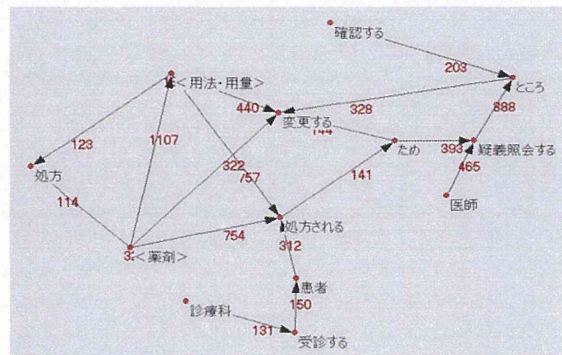 確認する
203
ところ
＜用法・用量＞
440
328
388
変更する
144
123
1107
ため
393
疑義照会する
322
757
465
処方
141
114
医師
754
処方される
312
＜薬剤＞
患者
診療科
150
131
受診する